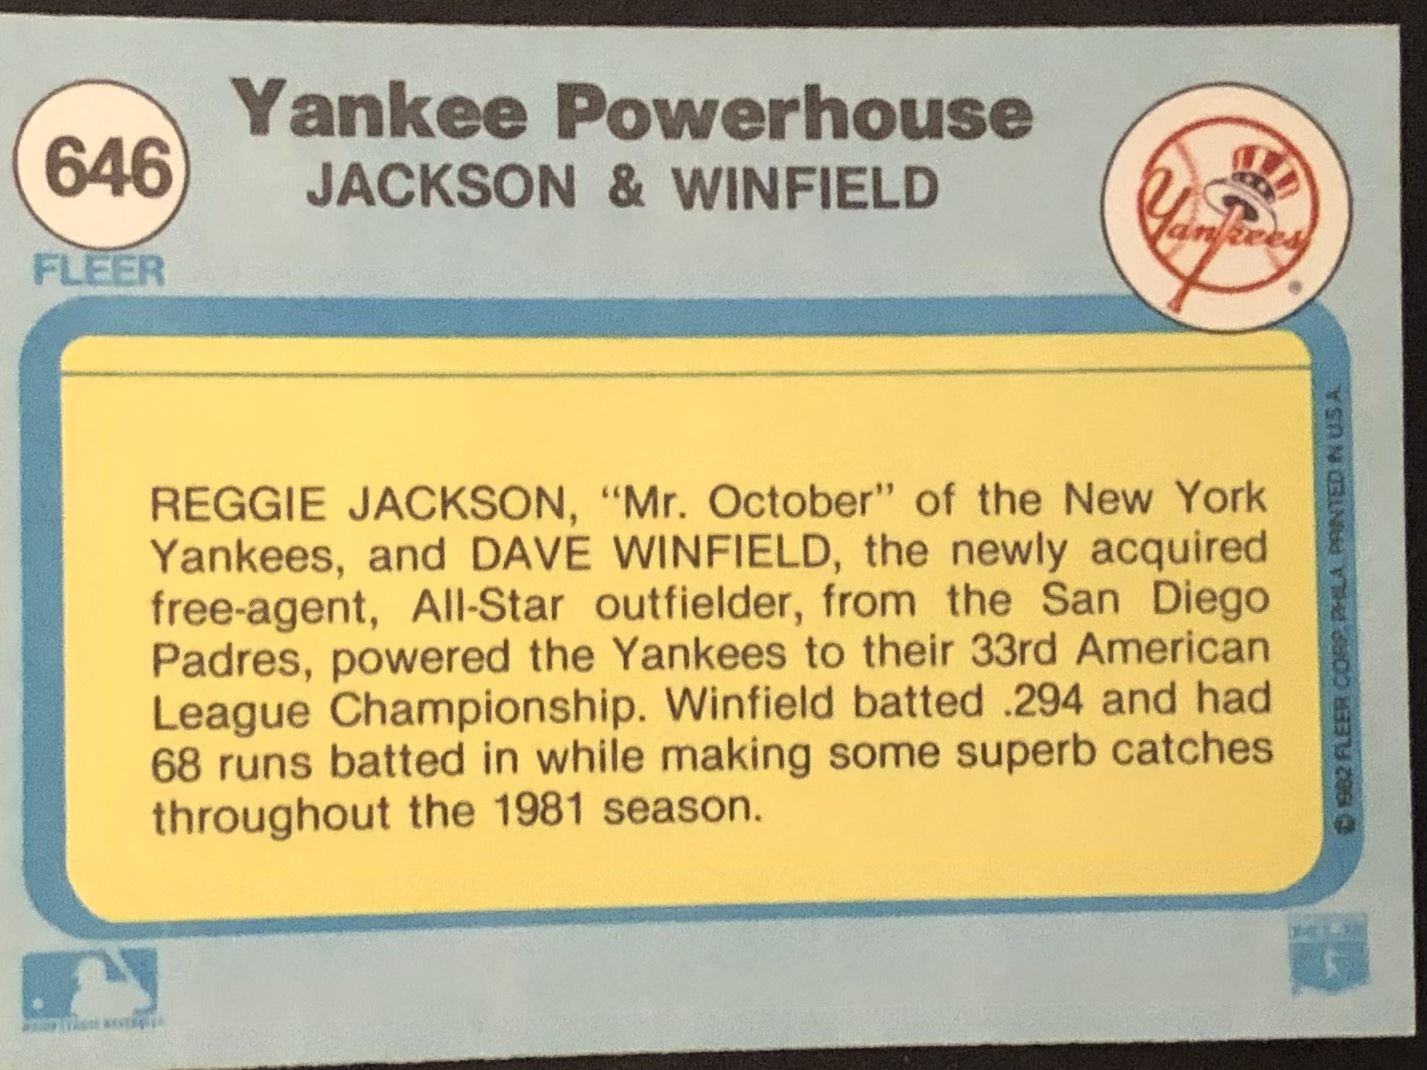 646
Yankee Powerhouse
JACKSON & WINFIELD
FLEER
Yankees
REGGIE JACKSON, “Mr. October” of the New York
Yankees, and DAVE WINFIELD, the newly acquired
free-agent, All-Star outfielder, from the San Diego
Padres, powered the Yankees to their 33rd American
League Championship. Winfield batted .294 and had
68 runs batted in while making some superb catches
throughout the 1981 season.
© 1982 FLEER CORP. PHILA. PRINTED IN U.S.A.
MAJOR LEAGUE BASEBALL